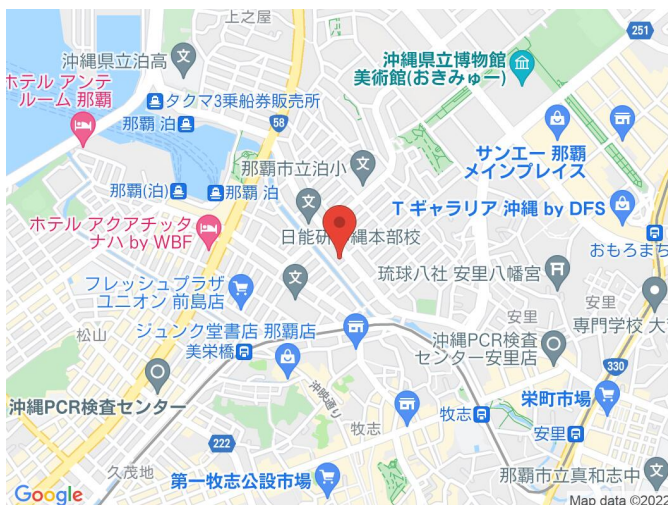 上之屋
251
沖縄県立泊高
沖縄県立博物館
美術館(おきみゅー)
ホテル アンテ
ルーム 那覇
タクマ3乗船券販売所
58
那覇 泊
サンエー 那覇
メインプレイス
那覇市立泊小
那覇(泊)
那覇 泊
T ギャラリア 沖縄 by DFS
ホテル アクアチッタ
ナハ by WBF
日能研
縄本部校
おもろまち
琉球八社 安里八幡宮
フレッシュプラザ
ユニオン 前島店
安里
安里
専門学校 大
松山
ジュンク堂書店 那覇店
美栄橋
沖縄PCR検査
センター安里店
330
沖縄PCR検査センター
沖映通り
栄町市場
牧志
牧志
安里
222
久茂地
第一牧志公設市場
那覇市立真和志中
Google
Map data ©2022